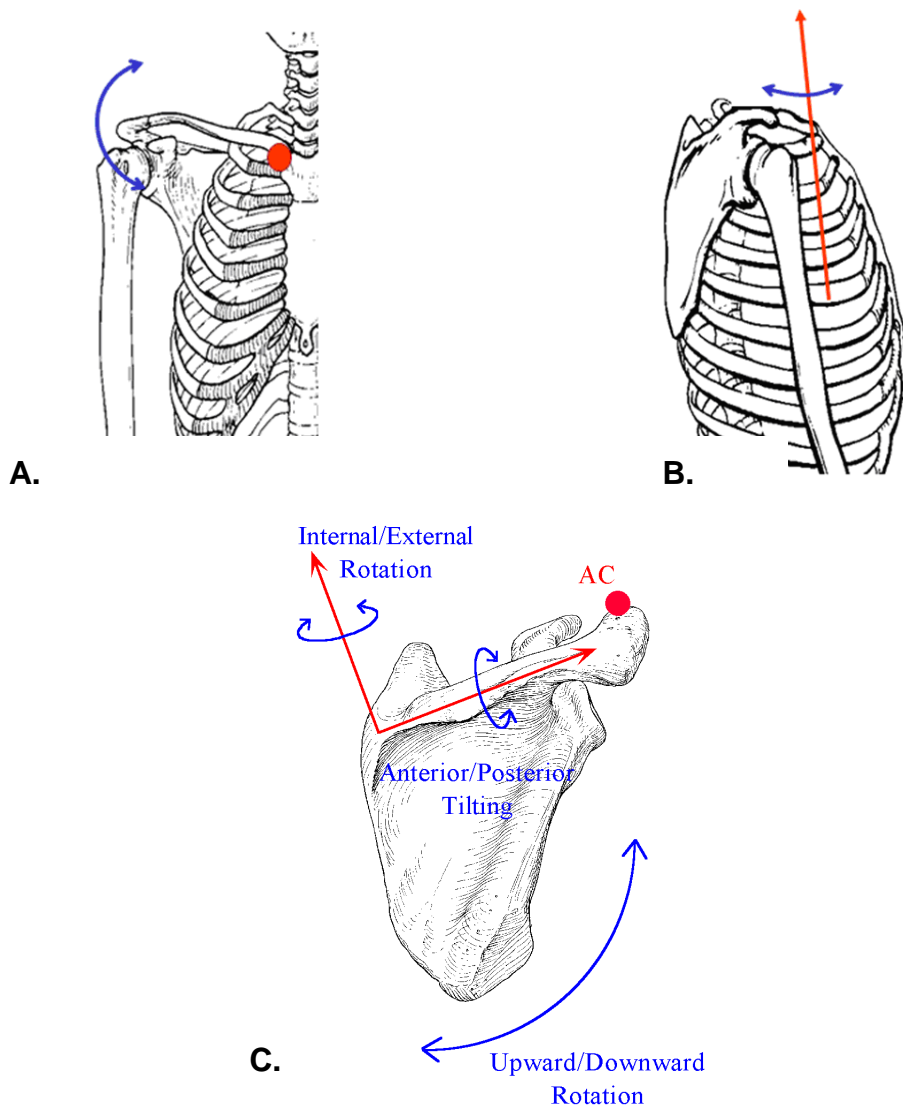 A.
B.
Internal/External
Rotation
AC
Anterior/Posterior
Tilting
C.
Upward/Downward
Rotation